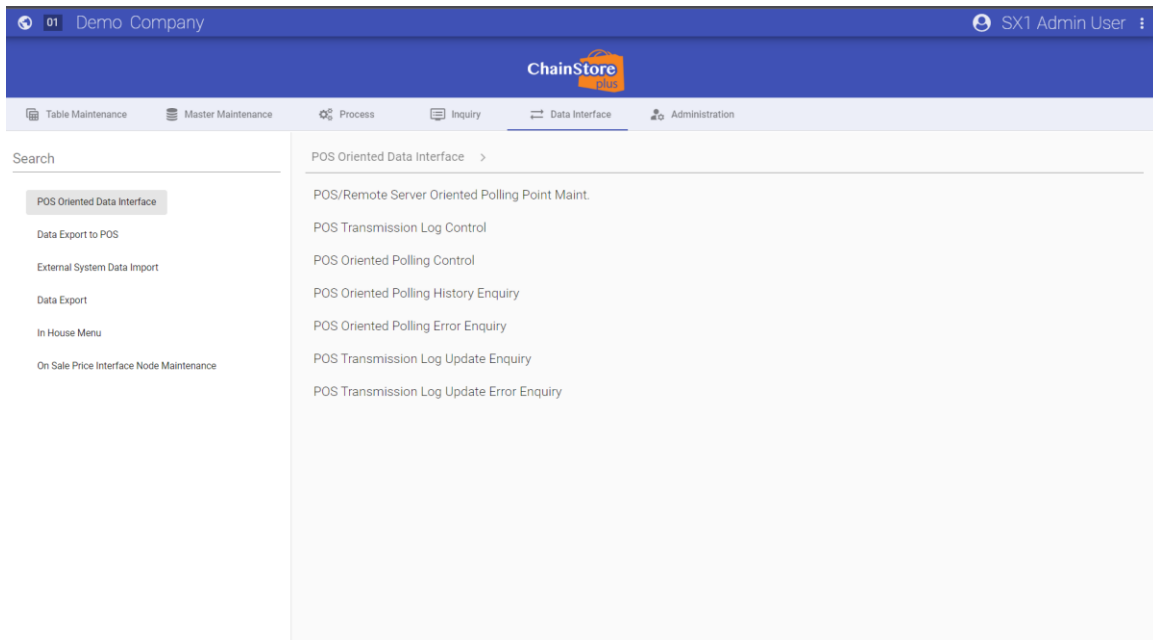 01 Demo Company
SX1 Admin User
ChainStore
plus
Table Maintenance
Master Maintenance
Process
Inquiry
Data Interface
Administration
Search
POS Oriented Data Interface
Data Export to POS
External System Data Import
Data Export
In House Menu
On Sale Price Interface Node Maintenance
POS Oriented Data Interface >
POS/Remote Server Oriented Polling Point Maint.
POS Transmission Log Control
POS Oriented Polling Control
POS Oriented Polling History Enquiry
POS Oriented Polling Error Enquiry
POS Transmission Log Update Enquiry
POS Transmission Log Update Error Enquiry